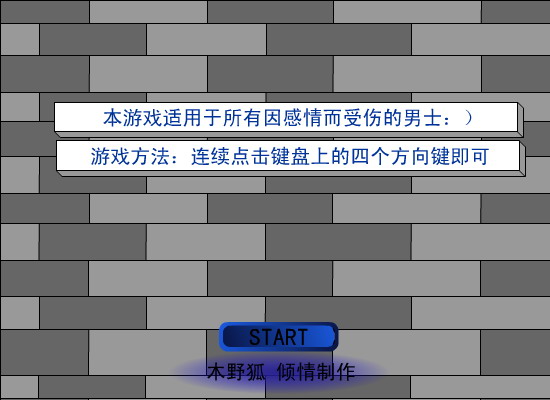 本游戏适用于所有因感情而受伤的男士：）
游戏方法：连续点击键盘上的四个方向键即可
START
木野狐 倾情制作